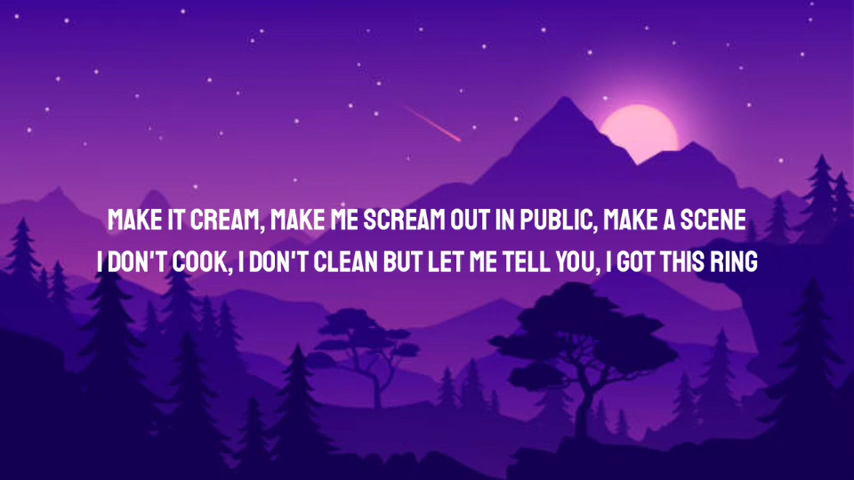 MAKE IT CREAM, MAKE ME SCREAM OUT IN PUBLIC, MAKE A SCENE
I DON'T COOK, I DON'T CLEAN BUT LET ME TELL YOU, I GOT THIS RING